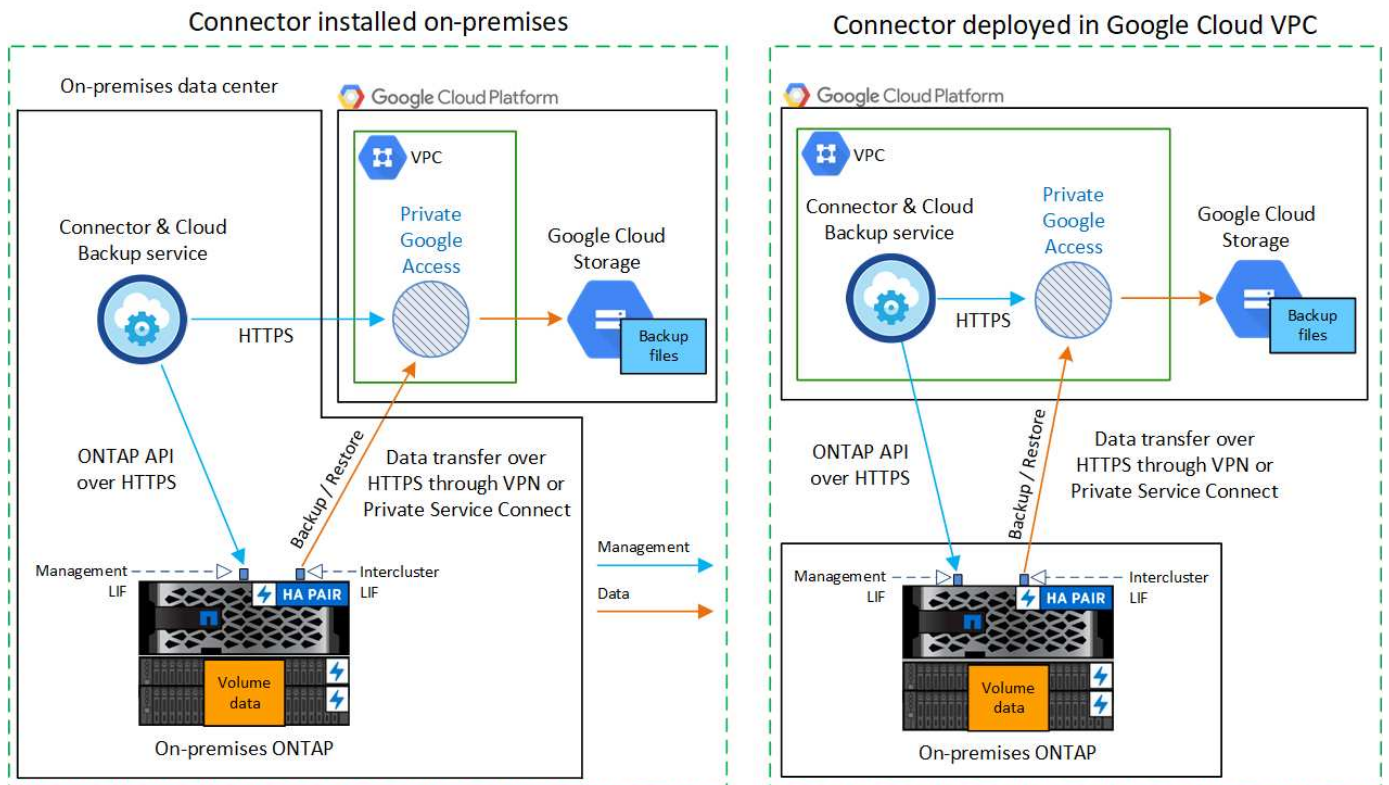 Connector installed on-premises
On-premises data center
Google Cloud Platform
VPC
Connector & Cloud
Backup service
Private
Google
Access
Google Cloud
Storage
HTTPS
Backup
files
ONTAP API
over HTTPS
Backup / Restore
Data transfer over
HTTPS through VPN or
Private Service Connect
Management
LIF
Intercluster
LIF
HA PAIR
Volume
data
On-premises ONTAP
Management
Data
Connector deployed in Google Cloud VPC
Google Cloud Platform
VPC
Connector & Cloud
Backup service
Private
Google
Access
Google Cloud
Storage
HTTPS
Backup
files
ONTAP API
over HTTPS
Backup / Restore
Data transfer over
HTTPS through VPN or
Private Service Connect
Management
LIF
Intercluster
LIF
HA PAIR
Volume
data
On-premises ONTAP